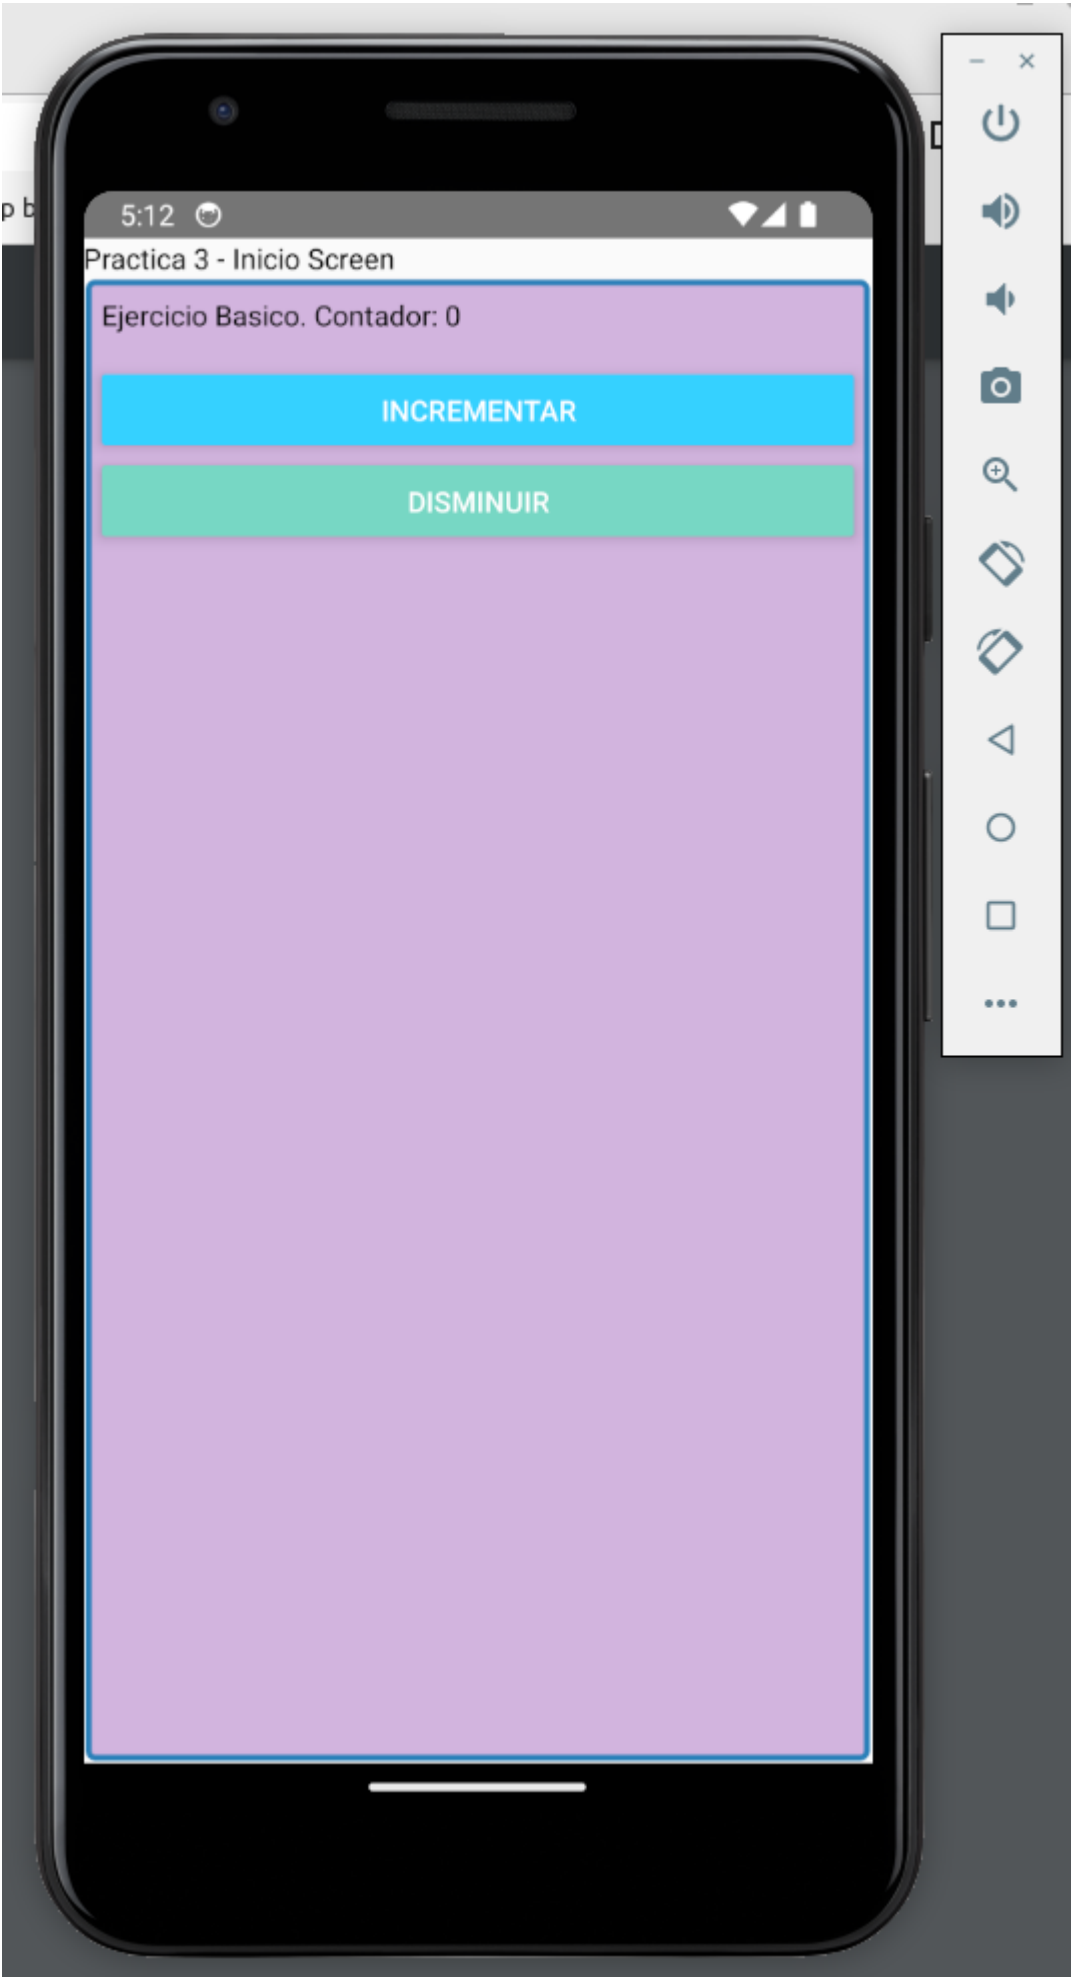 p b
5:12
Practica 3 - Inicio Screen
Ejercicio Basico. Contador: 0
INCREMENTAR
DISMINUIR